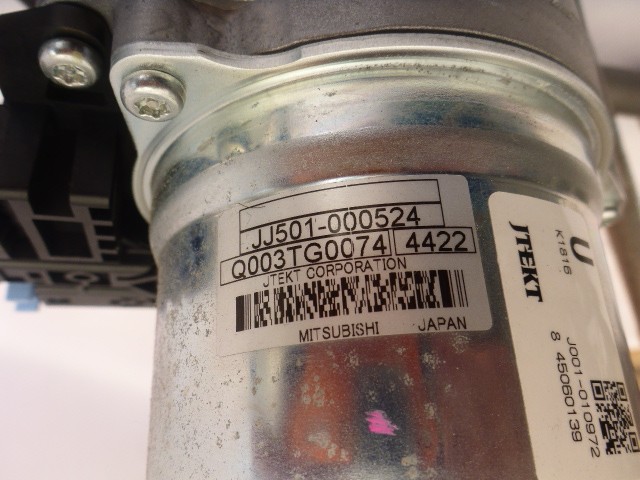 JJ501-000524
Q003TG0074 4422
JTEKT CORPORATION
MITSUBISHI JAPAN
JTEKT
U
K1816
J001-010972
8 45060139